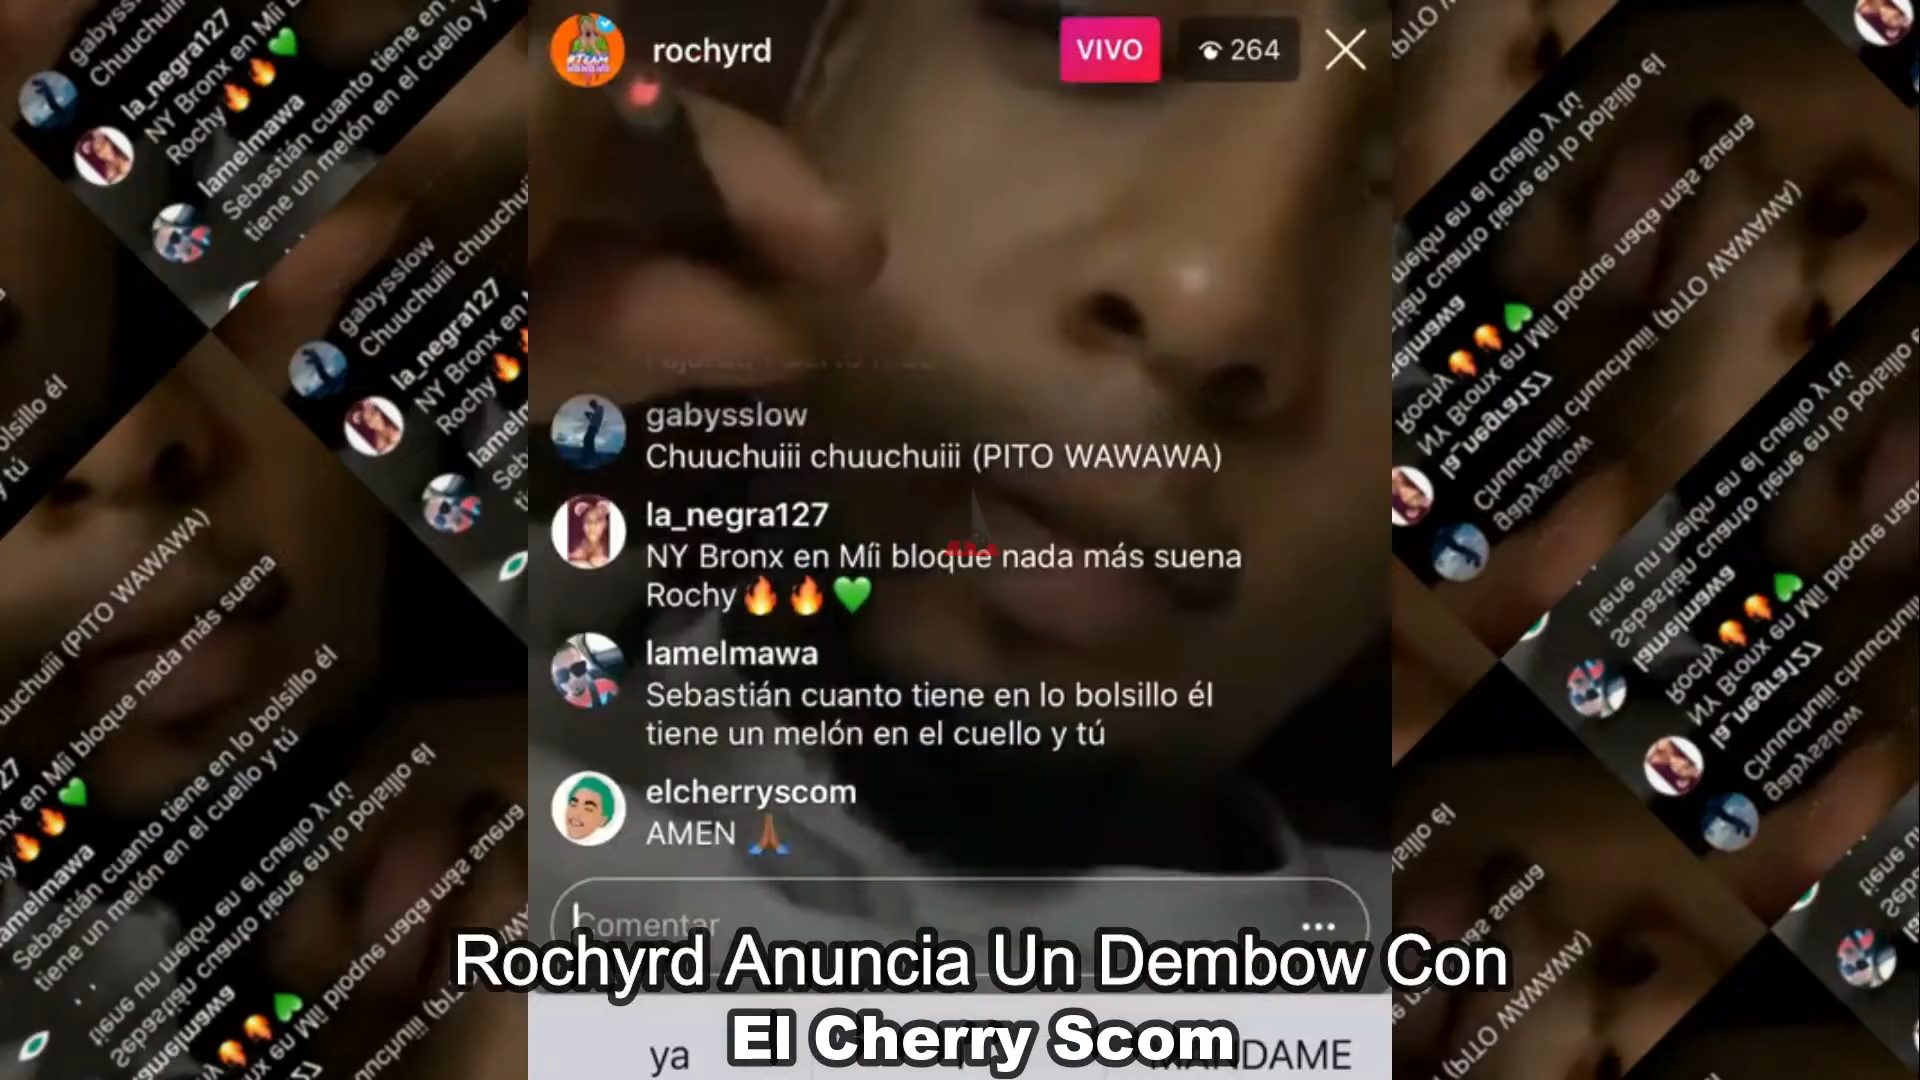 rochyrd
VIVO
264
gabysslow
Chuuchuiii chuuchuiii (PITO WAWAWA)
la_negra127
NY Bronx en Míi bloque nada más suena
Rochy🔥🔥💚
lamelmawa
Sebastián cuanto tiene en lo bolsillo él
tiene un melón en el cuello y tú
elcherryscom
AMEN 🙏🏾
Comentar
Rochyrd Anuncia Un Dembow Con
El Cherry Scom
ya
MANDAME